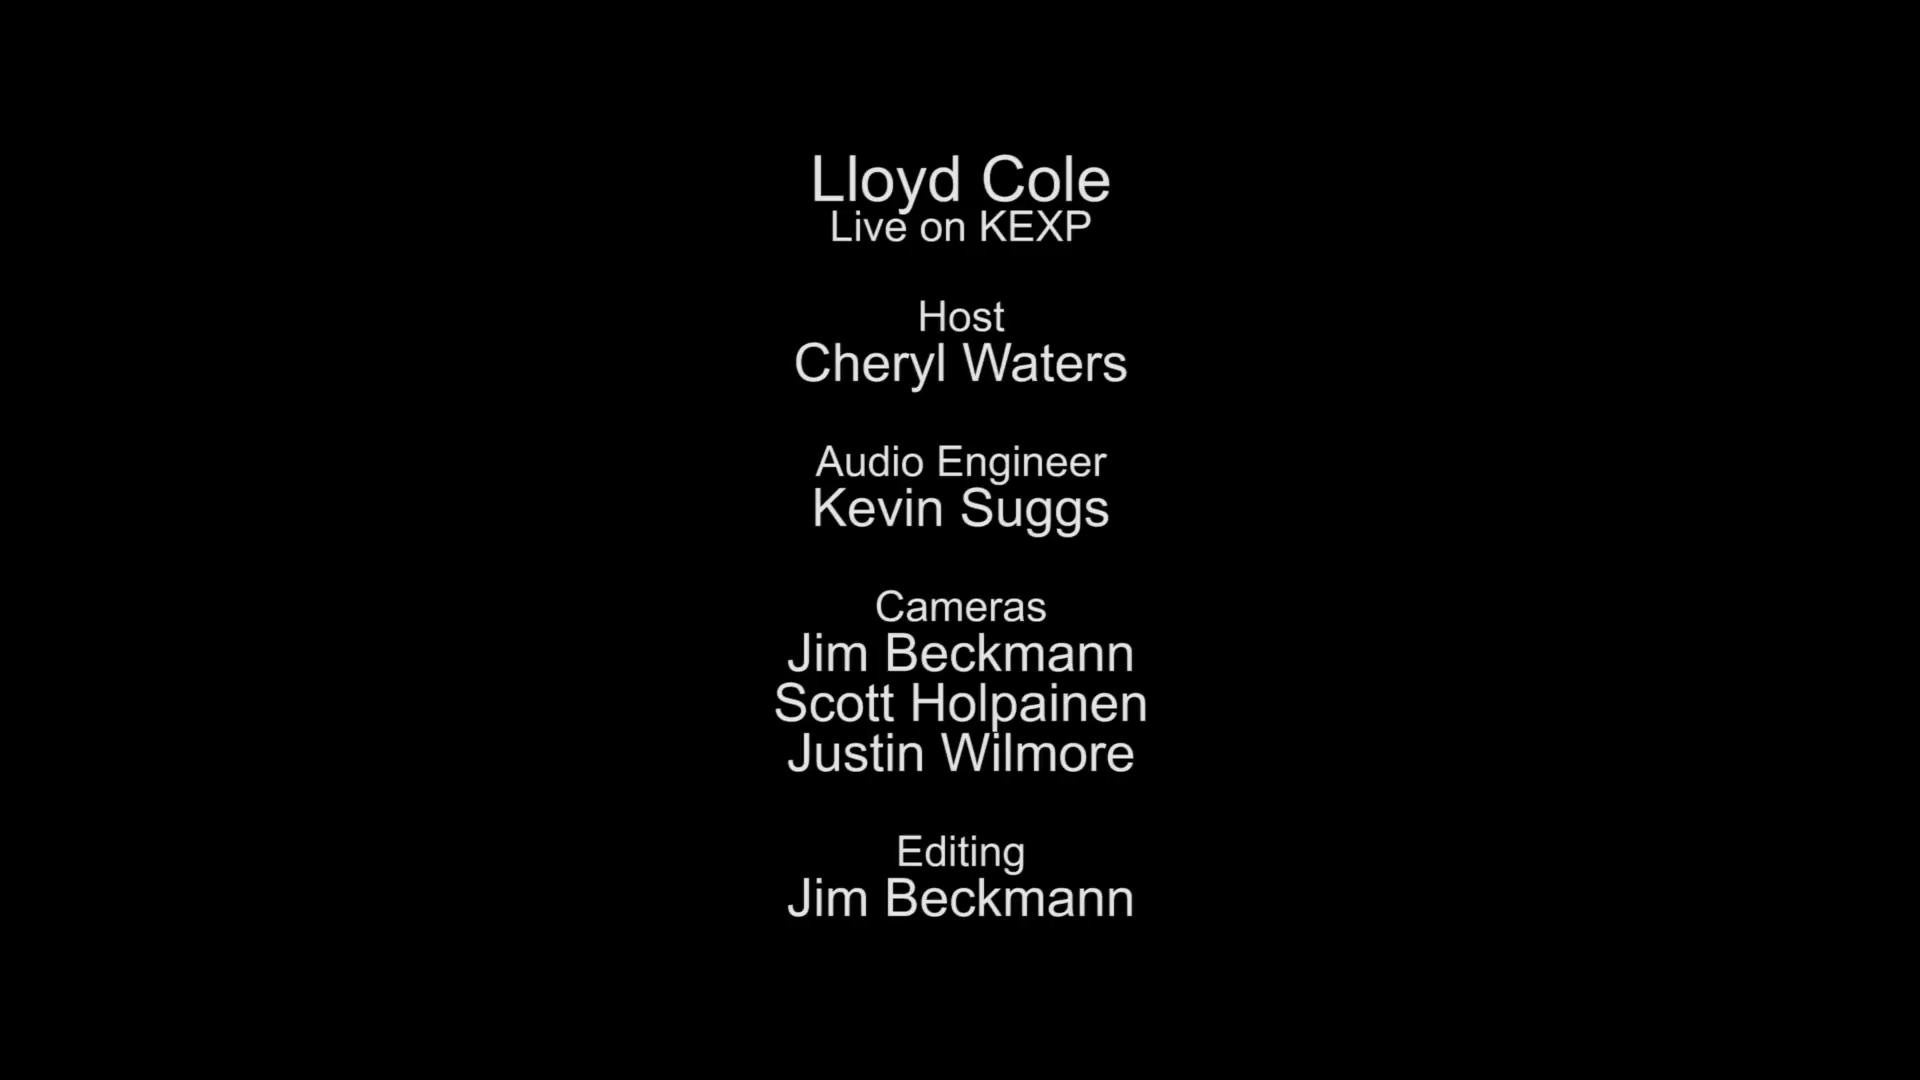 Lloyd Cole
Live on KEXP
Host
Cheryl Waters
Audio Engineer
Kevin Suggs
Cameras
Jim Beckmann
Scott Holpainen
Justin Wilmore
Editing
Jim Beckmann